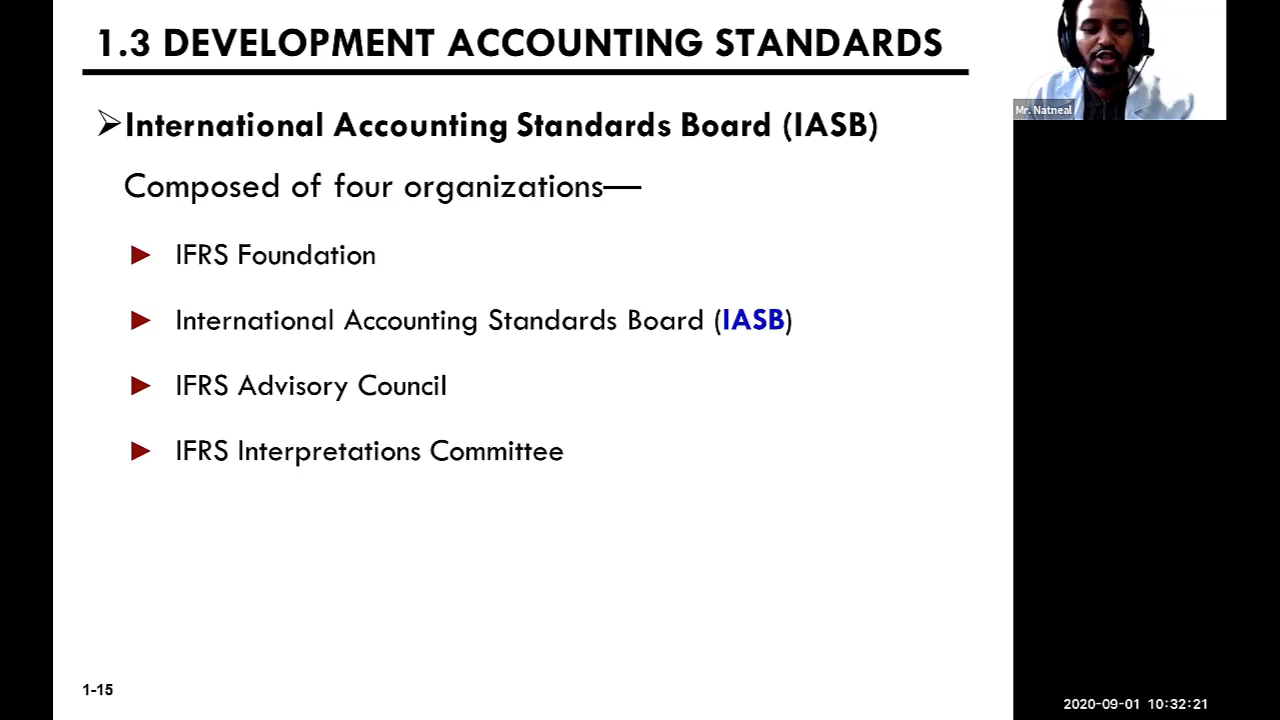 1.3 DEVELOPMENT ACCOUNTING STANDARDS
➢International Accounting Standards Board (IASB)
Composed of four organizations—
► IFRS Foundation
► International Accounting Standards Board (IASB)
► IFRS Advisory Council
► IFRS Interpretations Committee
1-15
Mr. Natneal
2020-09-01 10:32:21